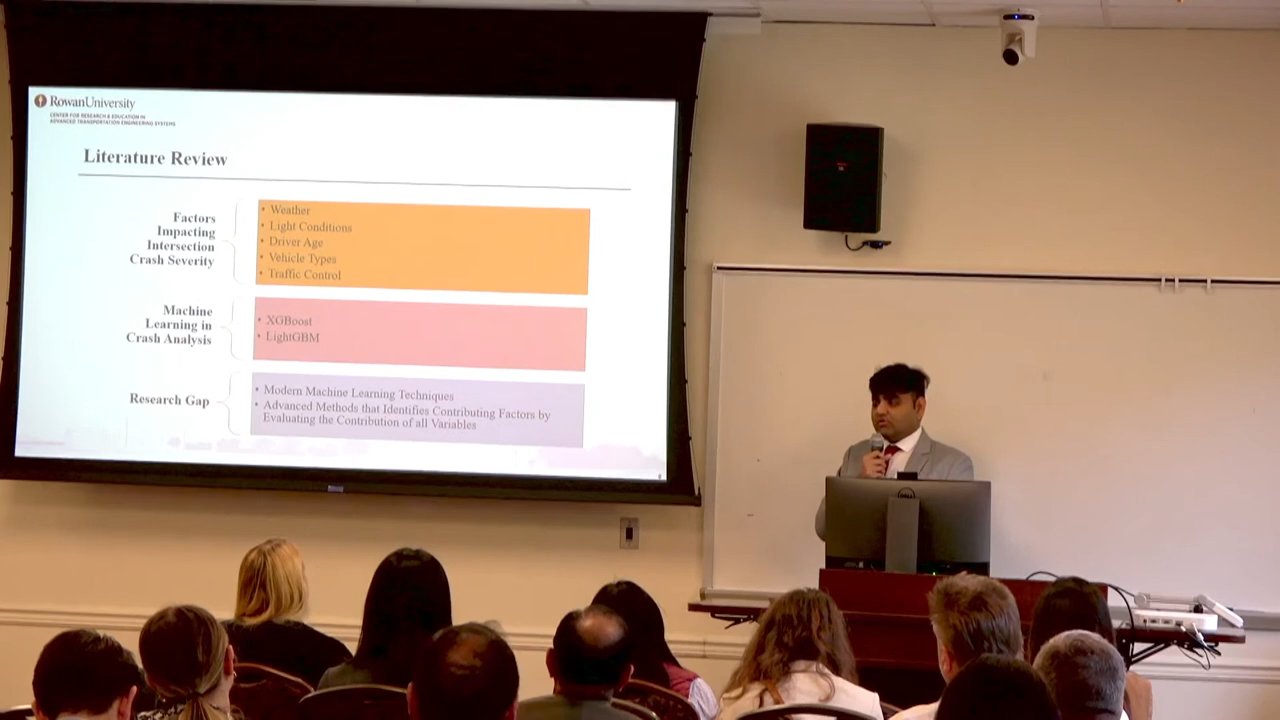 RowanUniversity
CENTER FOR RESEARCH & EDUCATION IN
ADVANCED TRANSPORTATION ENGINEERING SYSTEMS
Literature Review
Factors
Impacting
Intersection
Crash Severity
• Weather
• Light Conditions
• Driver Age
• Vehicle Types
• Traffic Control
Machine
Learning in
Crash Analysis
• XGBoost
• LightGBM
Research Gap
• Modern Machine Learning Techniques
• Advanced Methods that Identifies Contributing Factors by
Evaluating the Contribution of all Variables
DELL